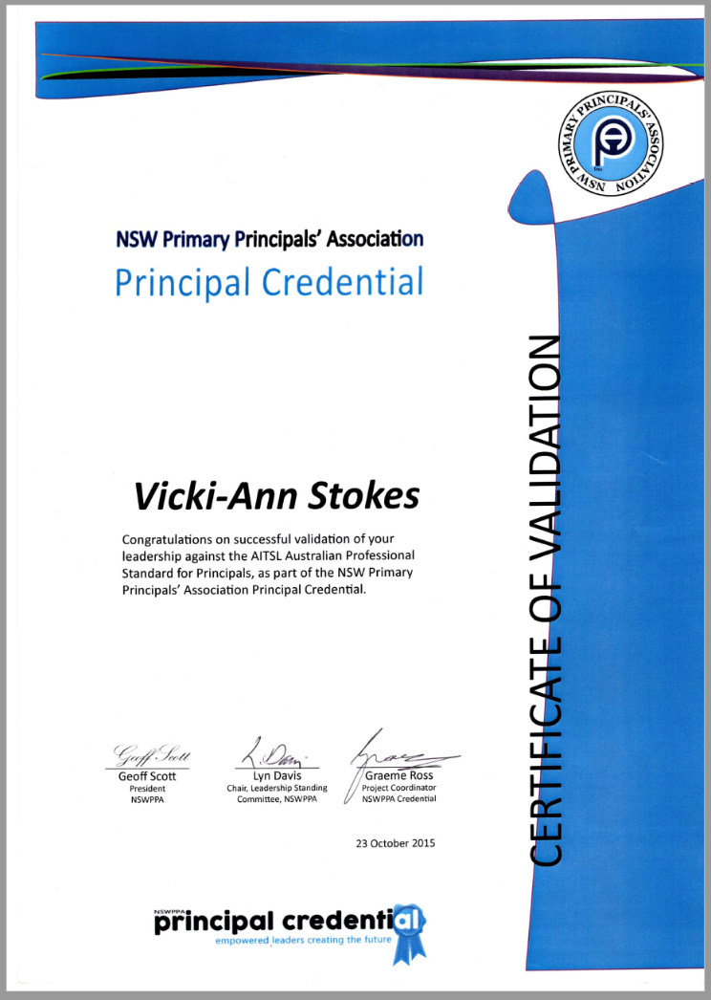 NSW PRIMARY PRINCIPALS' ASSOCIATION
Inc
NSW Primary Principals' Association
Principal Credential
CERTIFICATE OF VALIDATION
Vicki-Ann Stokes
Congratulations on successful validation of your
leadership against the AITSL Australian Professional
Standard for Principals, as part of the NSW Primary
Principals' Association Principal Credential.
Geoff Scott
Geoff Scott
President
NSWPPA
L. Davis
Lyn Davis
Chair, Leadership Standing
Committee, NSWPPA
Graeme Ross
Project Coordinator
NSWPPA Credential
23 October 2015
NSWPPA
principal credential
empowered leaders creating the future